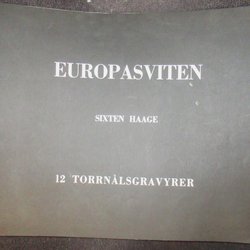 EUROPASVITEN
SIXTEN HAAGE
12 TORRNÅLSGRAVYRER